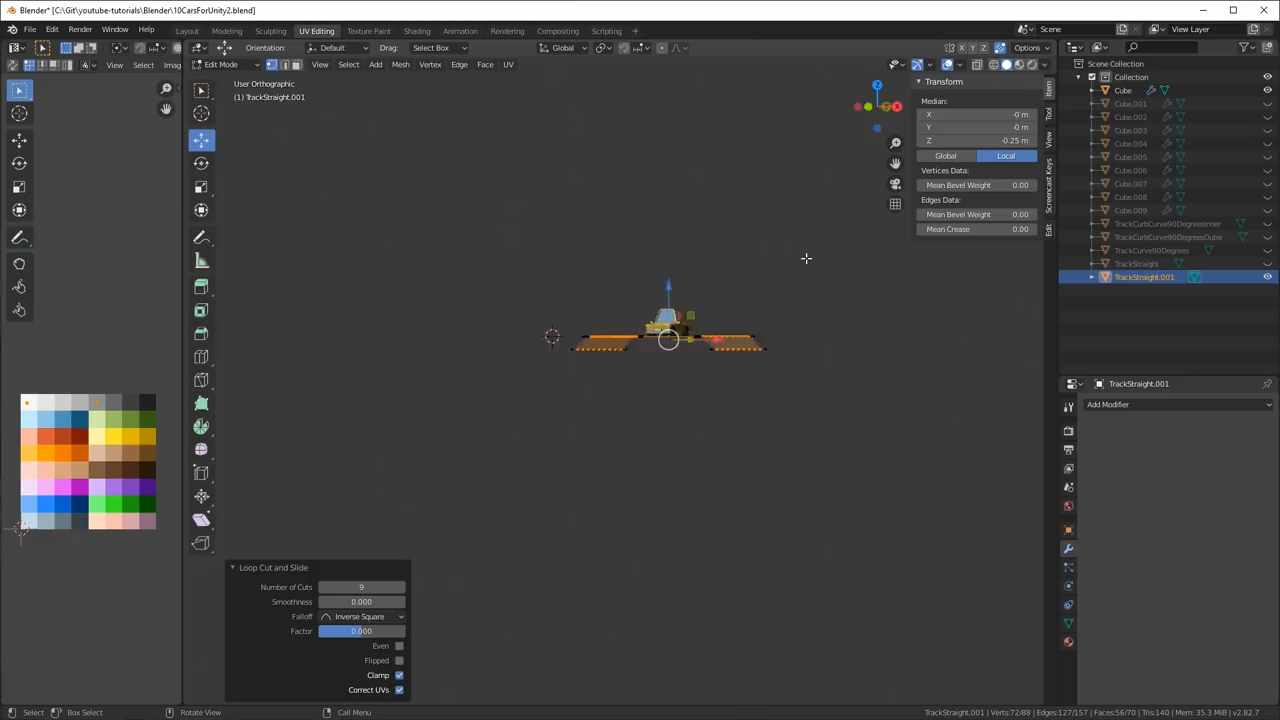 Blender* [C:\Git\youtube-tutorials\Blender\10CarsForUnity2.blend]
File Edit Render Window Help Layout Modeling Sculpting UV Editing Texture Paint Shading Animation Rendering Compositing Scripting Scene View Layer
Orientation: Default Drag: Select Box Global X Y Z Options
View Select Imag Edit Mode View Select Add Mesh Vertex Edge Face UV
User Orthographic
(1) TrackStraight.001
Transform
Median:
X -0 m
Y -0 m
Z -0.25 m
Global Local
Vertices Data:
Mean Bevel Weight 0.00
Edges Data:
Mean Bevel Weight 0.00
Mean Crease 0.00
Item
Tool
View
Screencast Keys
Edit
Z
X
Scene Collection
Collection
Cube
Cube.001
Cube.002
Cube.003
Cube.004
Cube.005
Cube.006
Cube.007
Cube.008
Cube.009
TrackCurbCurve90DegreesInner
TrackCurbCurve90DegreesOuter
TrackCurve90Degrees
TrackStraight
TrackStraight.001
TrackStraight.001
Add Modifier
Loop Cut and Slide
Number of Cuts 9
Smoothness 0.000
Falloff Inverse Square
Factor 0.000
Even
Flipped
Clamp
Correct UVs
Select Box Select Rotate View Call Menu TrackStraight.001 | Verts:72/88 | Edges:127/157 | Faces:56/70 | Tris:140 | Mem: 35.3 MiB | v2.82.7